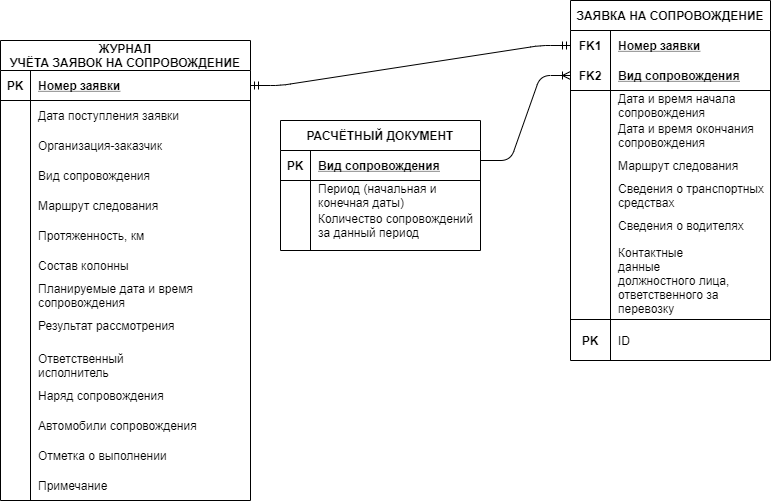 ЖУРНАЛ
УЧЁТА ЗАЯВОК НА СОПРОВОЖДЕНИЕ
PK Номер заявки
Дата поступления заявки
Организация-заказчик
Вид сопровождения
Маршрут следования
Протяженность, км
Состав колонны
Планируемые дата и время
сопровождения
Результат рассмотрения
Ответственный
исполнитель
Наряд сопровождения
Автомобили сопровождения
Отметка о выполнении
Примечание
РАСЧЁТНЫЙ ДОКУМЕНТ
PK Вид сопровождения
Период (начальная и
конечная даты)
Количество сопровождений
за данный период
ЗАЯВКА НА СОПРОВОЖДЕНИЕ
FK1 Номер заявки
FK2 Вид сопровождения
Дата и время начала
сопровождения
Дата и время окончания
сопровождения
Маршрут следования
Сведения о транспортных
средствах
Сведения о водителях
Контактные
данные
должностного лица,
ответственного за
перевозку
PK ID